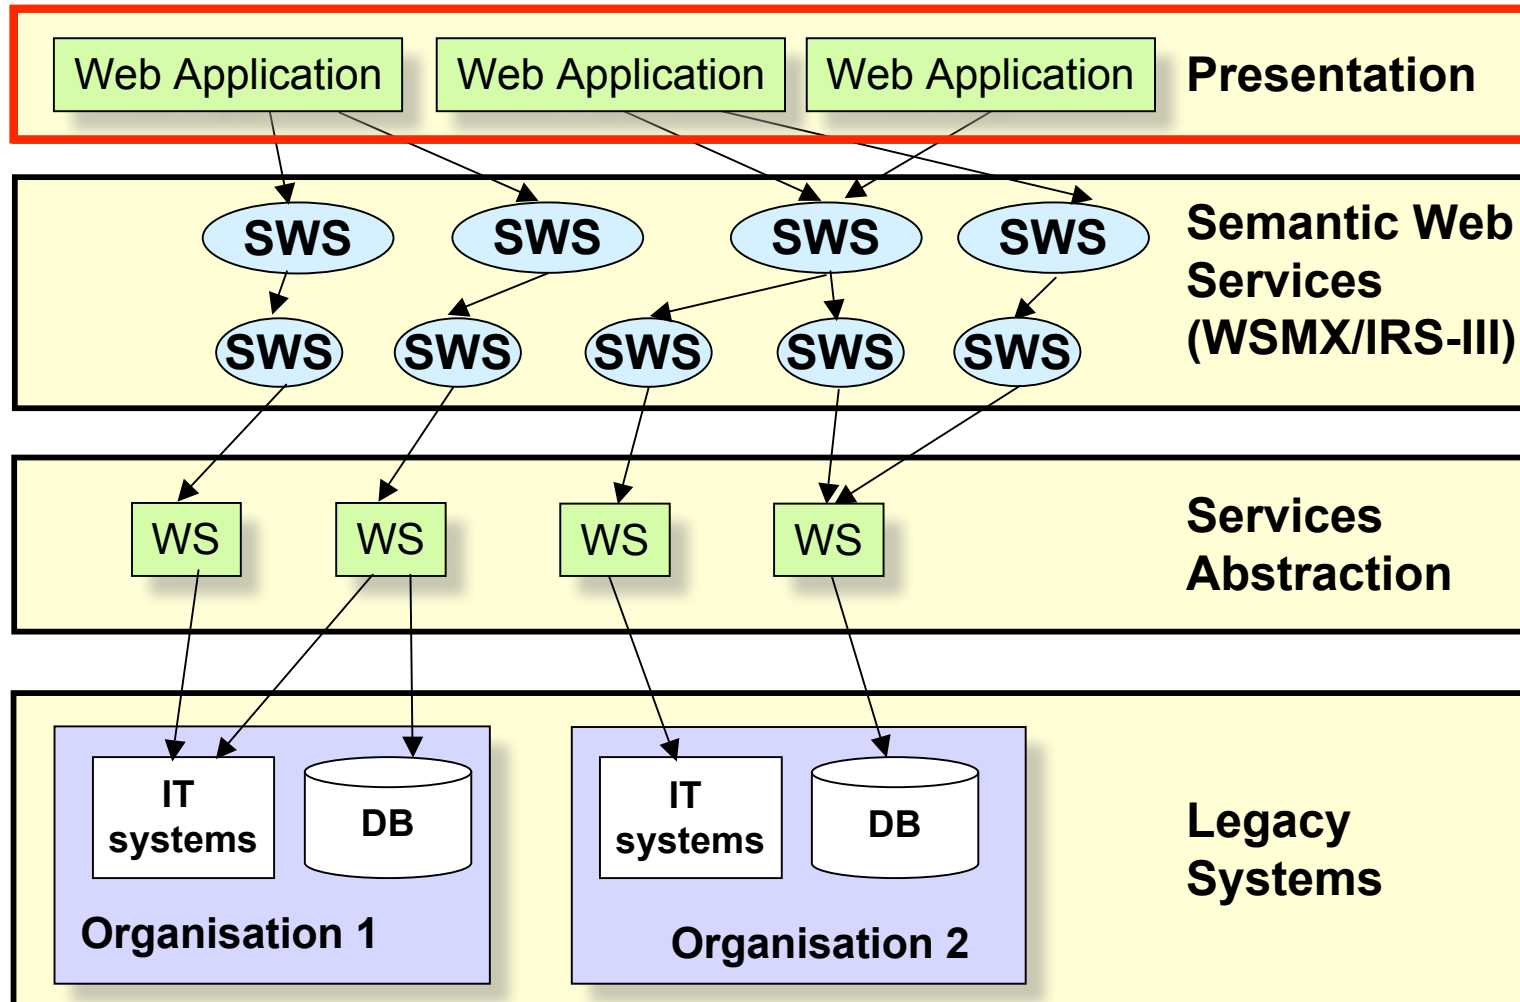 Web Application
Web Application
Web Application
Presentation
SWS
SWS
SWS
SWS
Semantic Web
Services
(WSMX/IRS-III)
SWS
SWS
SWS
SWS
SWS
WS
WS
WS
WS
Services
Abstraction
IT
systems
DB
Organisation 1
IT
systems
DB
Organisation 2
Legacy
Systems